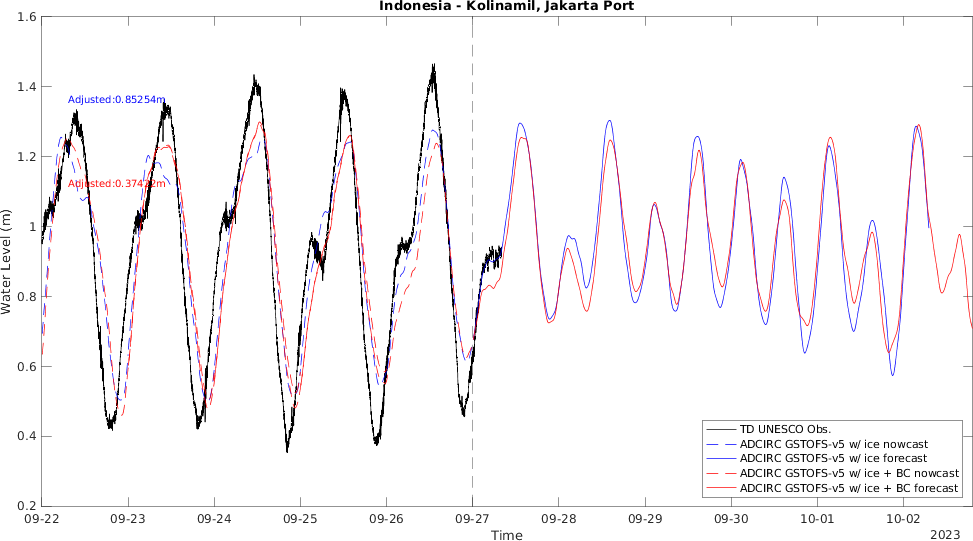 Indonesia - Kolinamil, Jakarta Port
1.6
1.4
1.2
1
0.8
0.6
0.4
0.2
Water Level (m)
Adjusted:0.85254m
Adjusted:0.37422m
TD UNESCO Obs.
ADCIRC GSTOFS-v5 w/ ice nowcast
ADCIRC GSTOFS-v5 w/ ice forecast
ADCIRC GSTOFS-v5 w/ ice + BC nowcast
ADCIRC GSTOFS-v5 w/ ice + BC forecast
09-22 09-23 09-24 09-25 09-26 09-27 09-28 09-29 09-30 10-01 10-02
Time
2023